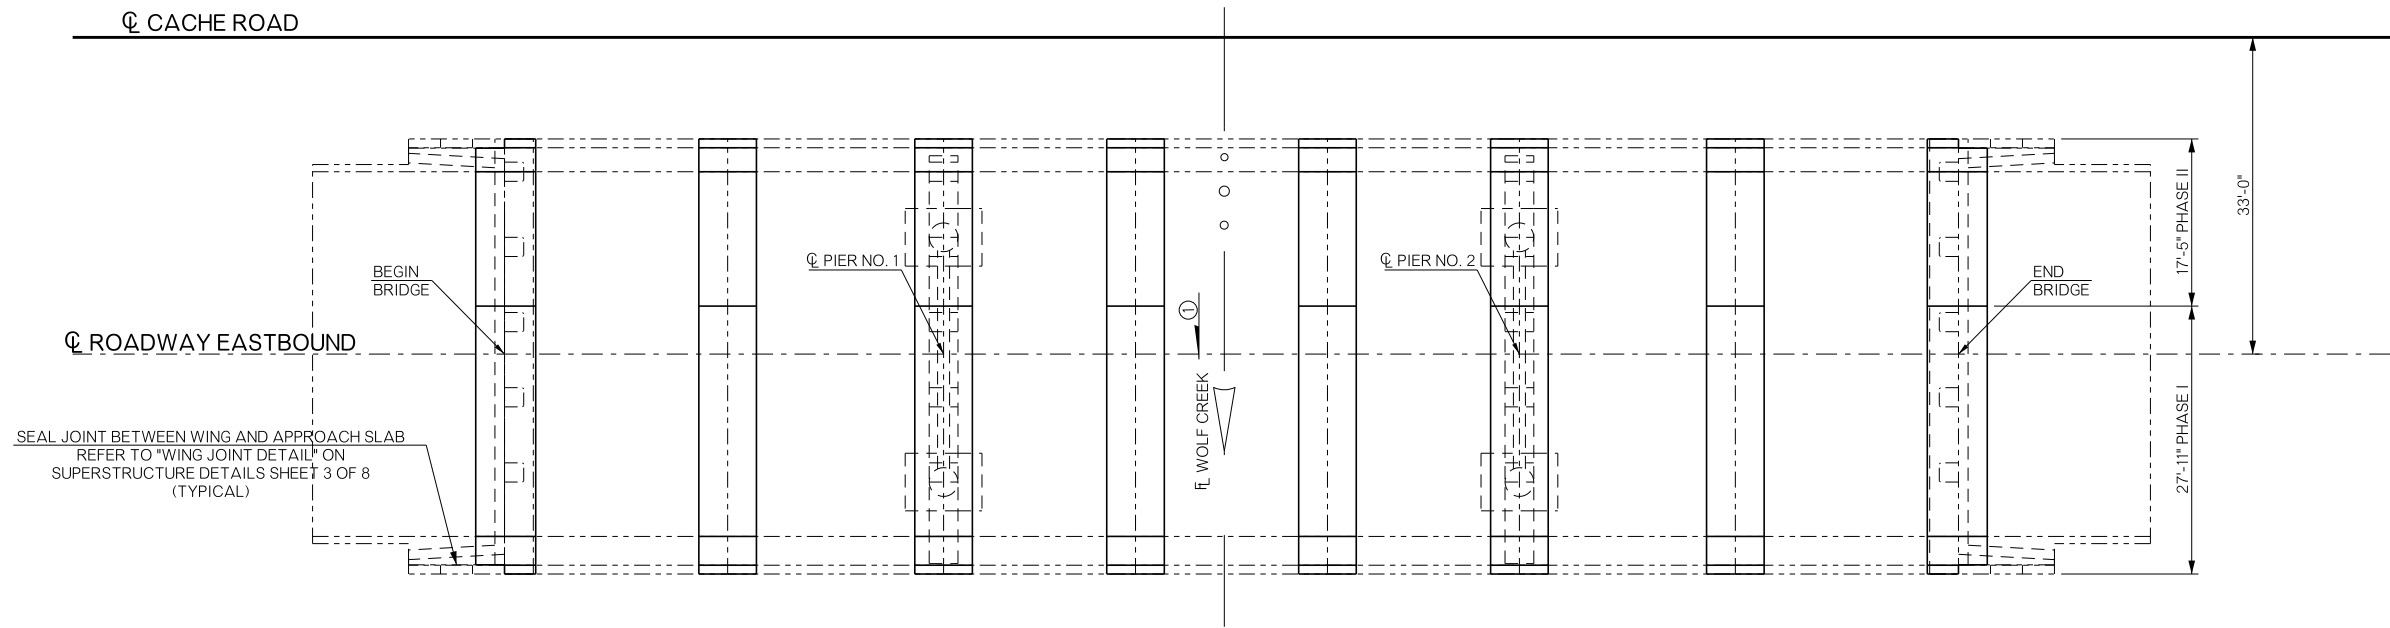 ℄ CACHE ROAD
33'-0"
17'-5" PHASE II
27'-11" PHASE I
BEGIN
BRIDGE
℄ PIER NO. 1
℄ PIER NO. 2
END
BRIDGE
1
℄ ROADWAY EASTBOUND
FL WOLF CREEK
SEAL JOINT BETWEEN WING AND APPROACH SLAB
REFER TO "WING JOINT DETAIL" ON
SUPERSTRUCTURE DETAILS SHEET 3 OF 8
(TYPICAL)